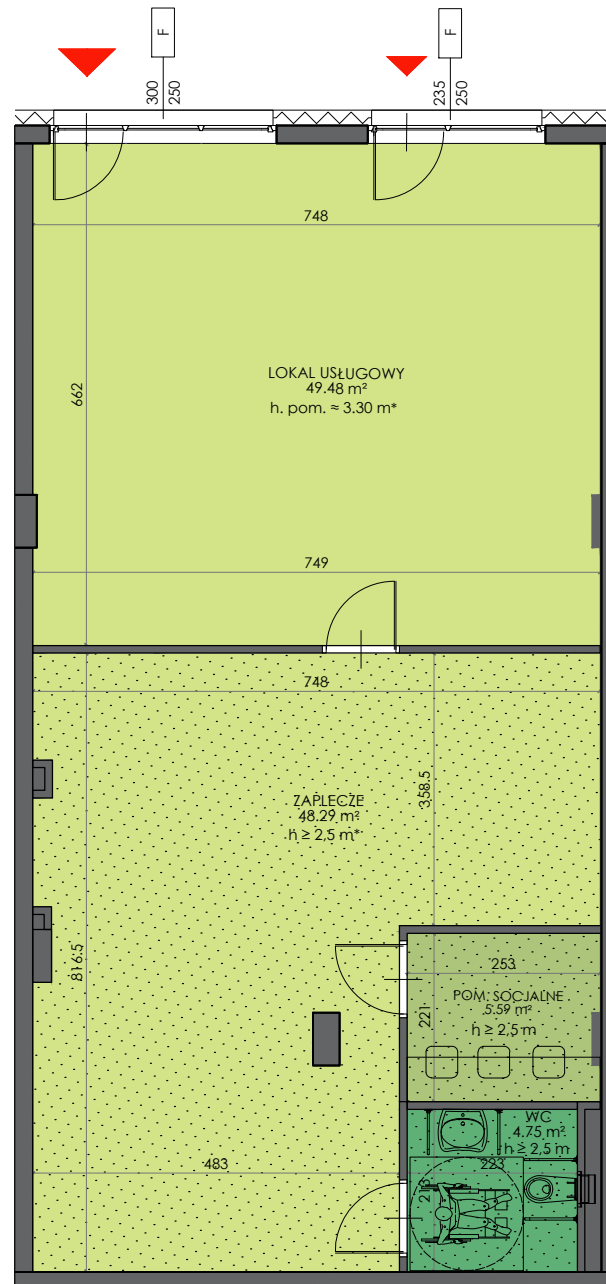 F
F
300
250
235
250
748
LOKAL USŁUGOWY
49.48 m²
h. pom. ≈ 3.30 m*
662
749
748
358.5
ZAPLECZE
48.29 m²
h ≥ 2,5 m*
816.5
253
POM. SOCJALNE
5.59 m²
h ≥ 2,5 m
221
WC
4.75 m²
h ≥ 2,5 m
483
223
213